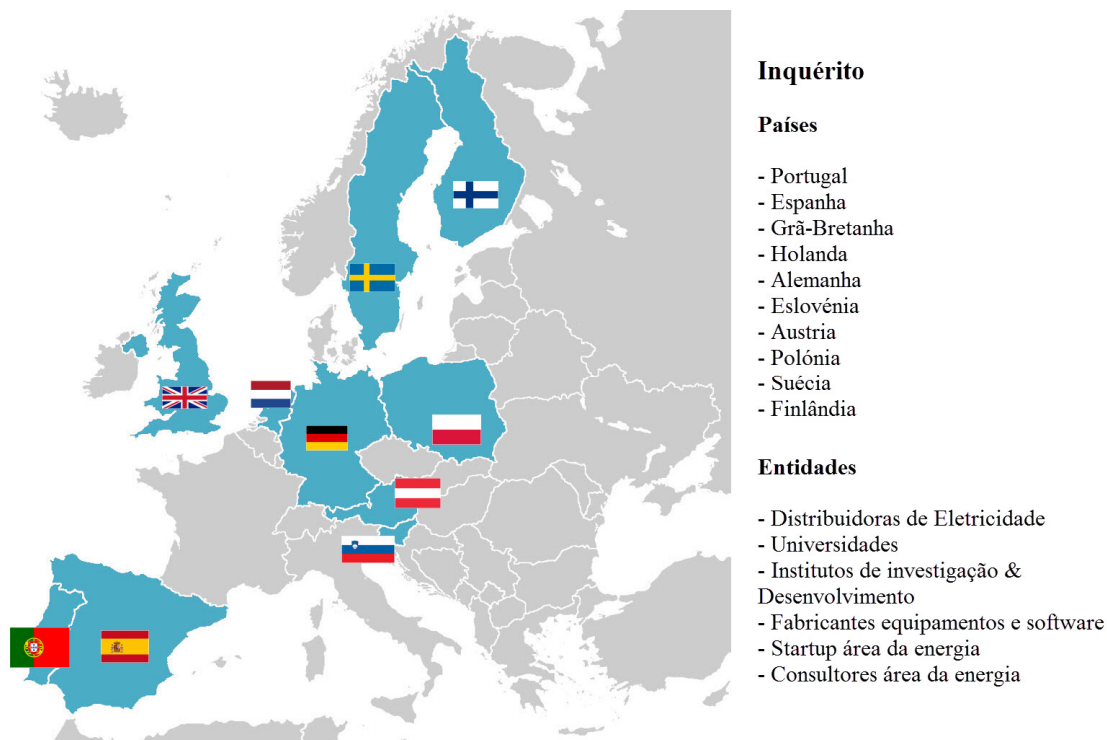 Inquérito
Países
- Portugal
- Espanha
- Grã-Bretanha
- Holanda
- Alemanha
- Eslovénia
- Austria
- Polónia
- Suécia
- Finlândia
Entidades
- Distribuidoras de Eletricidade
- Universidades
- Institutos de investigação &
Desenvolvimento
- Fabricantes equipamentos e software
- Startup área da energia
- Consultores área da energia